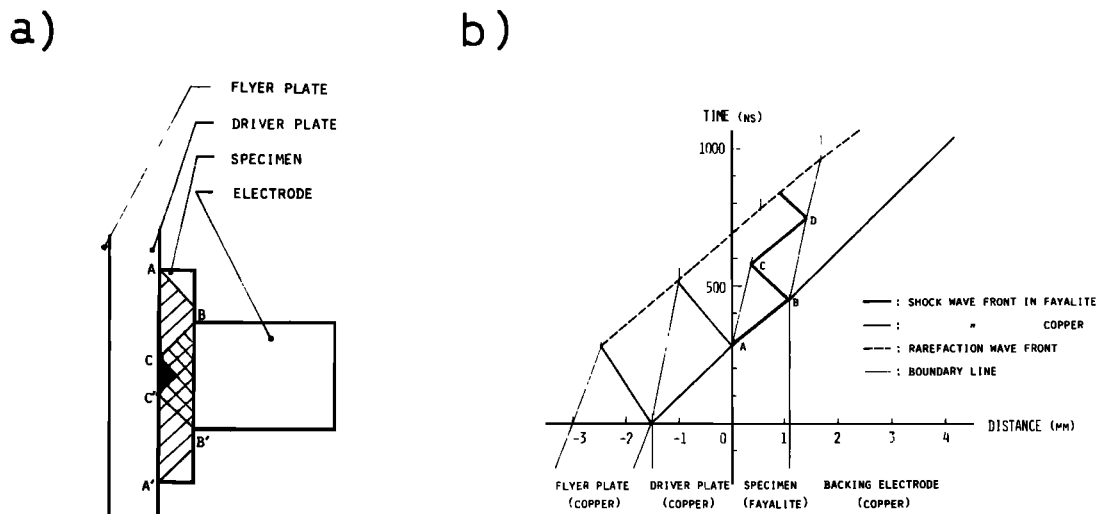 a)
FLYER PLATE
DRIVER PLATE
SPECIMEN
ELECTRODE
A
B
C
C'
B'
A'
b)
TIME (NS)
1000
500
D
C
B
A
━ : SHOCK WAVE FRONT IN FAYALITE
─ : " COPPER
--- : RAREFACTION WAVE FRONT
─ : BOUNDARY LINE
-3 -2 -1 0 1 2 3 4 DISTANCE (MM)
FLYER PLATE DRIVER PLATE SPECIMEN BACKING ELECTRODE
(COPPER) (COPPER) (FAYALITE) (COPPER)